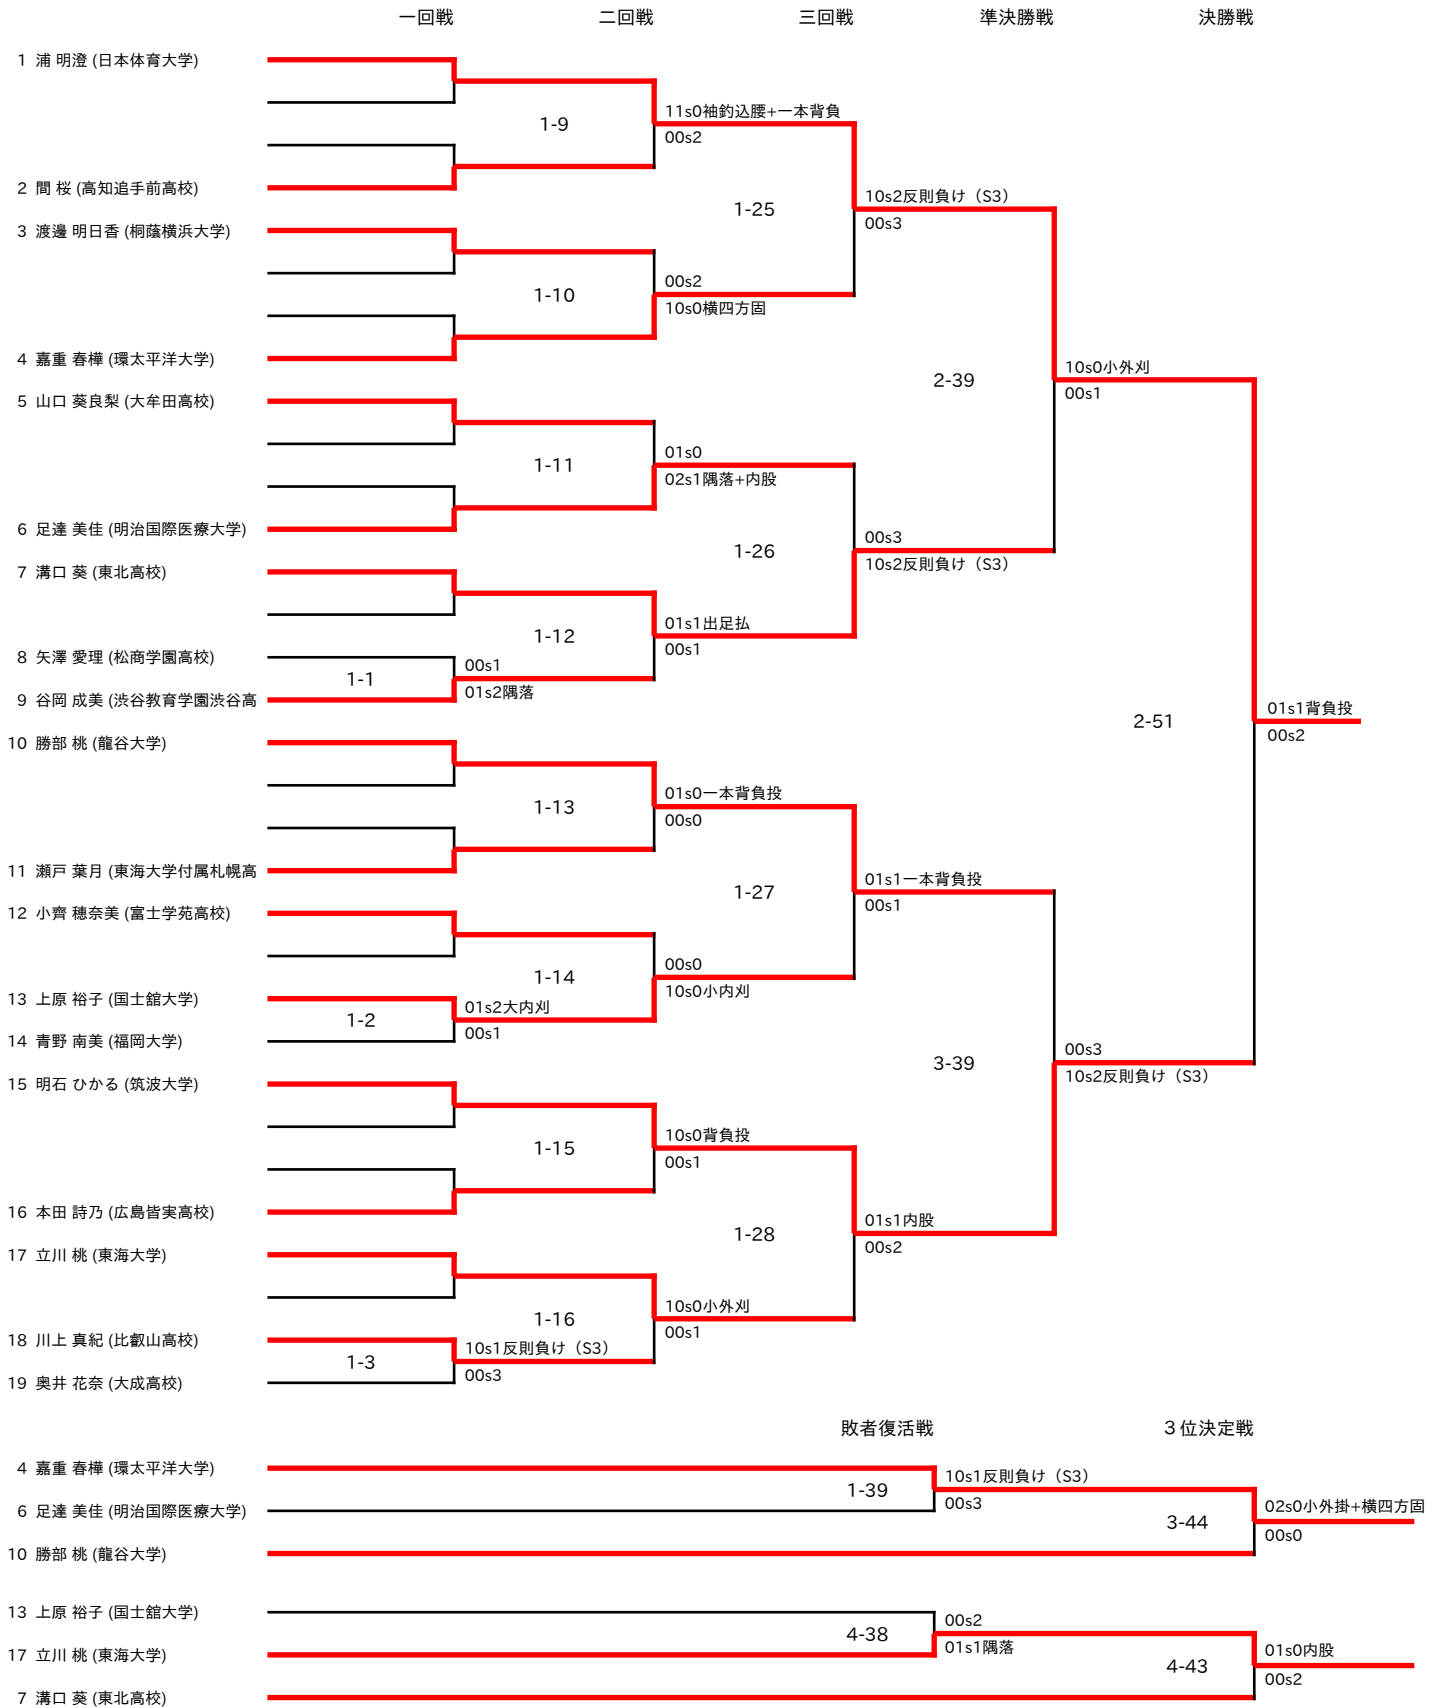 一回戦 二回戦 三回戦 準決勝戦 決勝戦
1 浦 明澄 (日本体育大学)
11s0袖釣込腰+一本背負
1-9
00s2
2 間 桜 (高知追手前高校)
10s2反則負け（S3）
1-25
00s3
3 渡邊 明日香 (桐蔭横浜大学)
00s2
1-10
10s0横四方固
4 嘉重 春樺 (環太平洋大学)
10s0小外刈
2-39
00s1
5 山口 葵良梨 (大牟田高校)
01s0
1-11
02s1隅落+内股
6 足達 美佳 (明治国際医療大学)
00s3
1-26
10s2反則負け（S3）
7 溝口 葵 (東北高校)
01s1出足払
1-12
00s1
8 矢澤 愛理 (松商学園高校)
00s1
1-1
01s2隅落
9 谷岡 成美 (渋谷教育学園渋谷高
01s1背負投
2-51
00s2
10 勝部 桃 (龍谷大学)
01s0一本背負投
1-13
00s0
11 瀬戸 葉月 (東海大学付属札幌高
01s1一本背負投
1-27
00s1
12 小齊 穂奈美 (富士学苑高校)
00s0
1-14
10s0小内刈
13 上原 裕子 (国士舘大学)
01s2大内刈
1-2
00s1
14 青野 南美 (福岡大学)
00s3
3-39
10s2反則負け（S3）
15 明石 ひかる (筑波大学)
10s0背負投
1-15
00s1
16 本田 詩乃 (広島皆実高校)
01s1内股
1-28
00s2
17 立川 桃 (東海大学)
10s0小外刈
1-16
00s1
18 川上 真紀 (比叡山高校)
10s1反則負け（S3）
1-3
00s3
19 奥井 花奈 (大成高校)
敗者復活戦 ３位決定戦
4 嘉重 春樺 (環太平洋大学)
10s1反則負け（S3）
1-39
00s3
6 足達 美佳 (明治国際医療大学)
02s0小外掛+横四方固
3-44
00s0
10 勝部 桃 (龍谷大学)
13 上原 裕子 (国士舘大学)
00s2
4-38
01s1隅落
17 立川 桃 (東海大学)
01s0内股
4-43
00s2
7 溝口 葵 (東北高校)